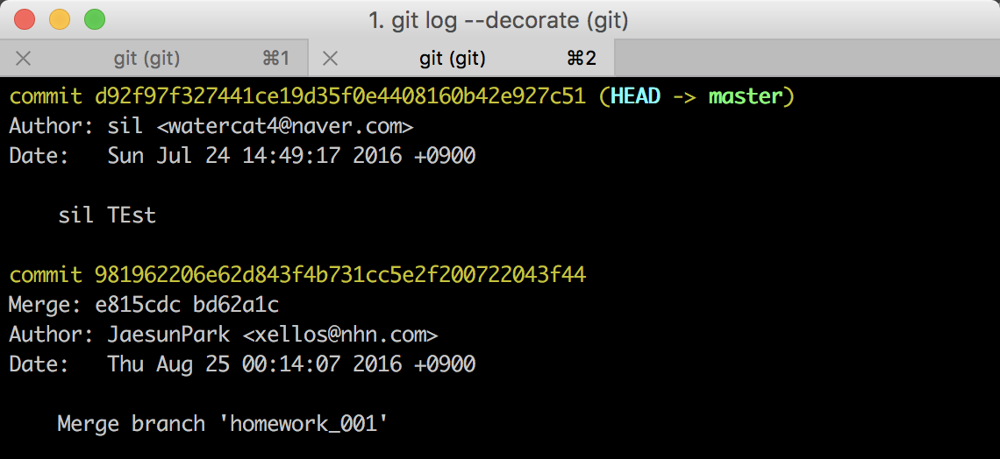 1. git log --decorate (git)
git (git) ⌘1 git (git) ⌘2
commit d92f97f327441ce19d35f0e4408160b42e927c51 (HEAD -> master)
Author: sil <watercat4@naver.com>
Date:   Sun Jul 24 14:49:17 2016 +0900
sil TEst
commit 981962206e62d843f4b731cc5e2f200722043f44
Merge: e815cdc bd62a1c
Author: JaesunPark <xellos@nhn.com>
Date:   Thu Aug 25 00:14:07 2016 +0900
Merge branch 'homework_001'